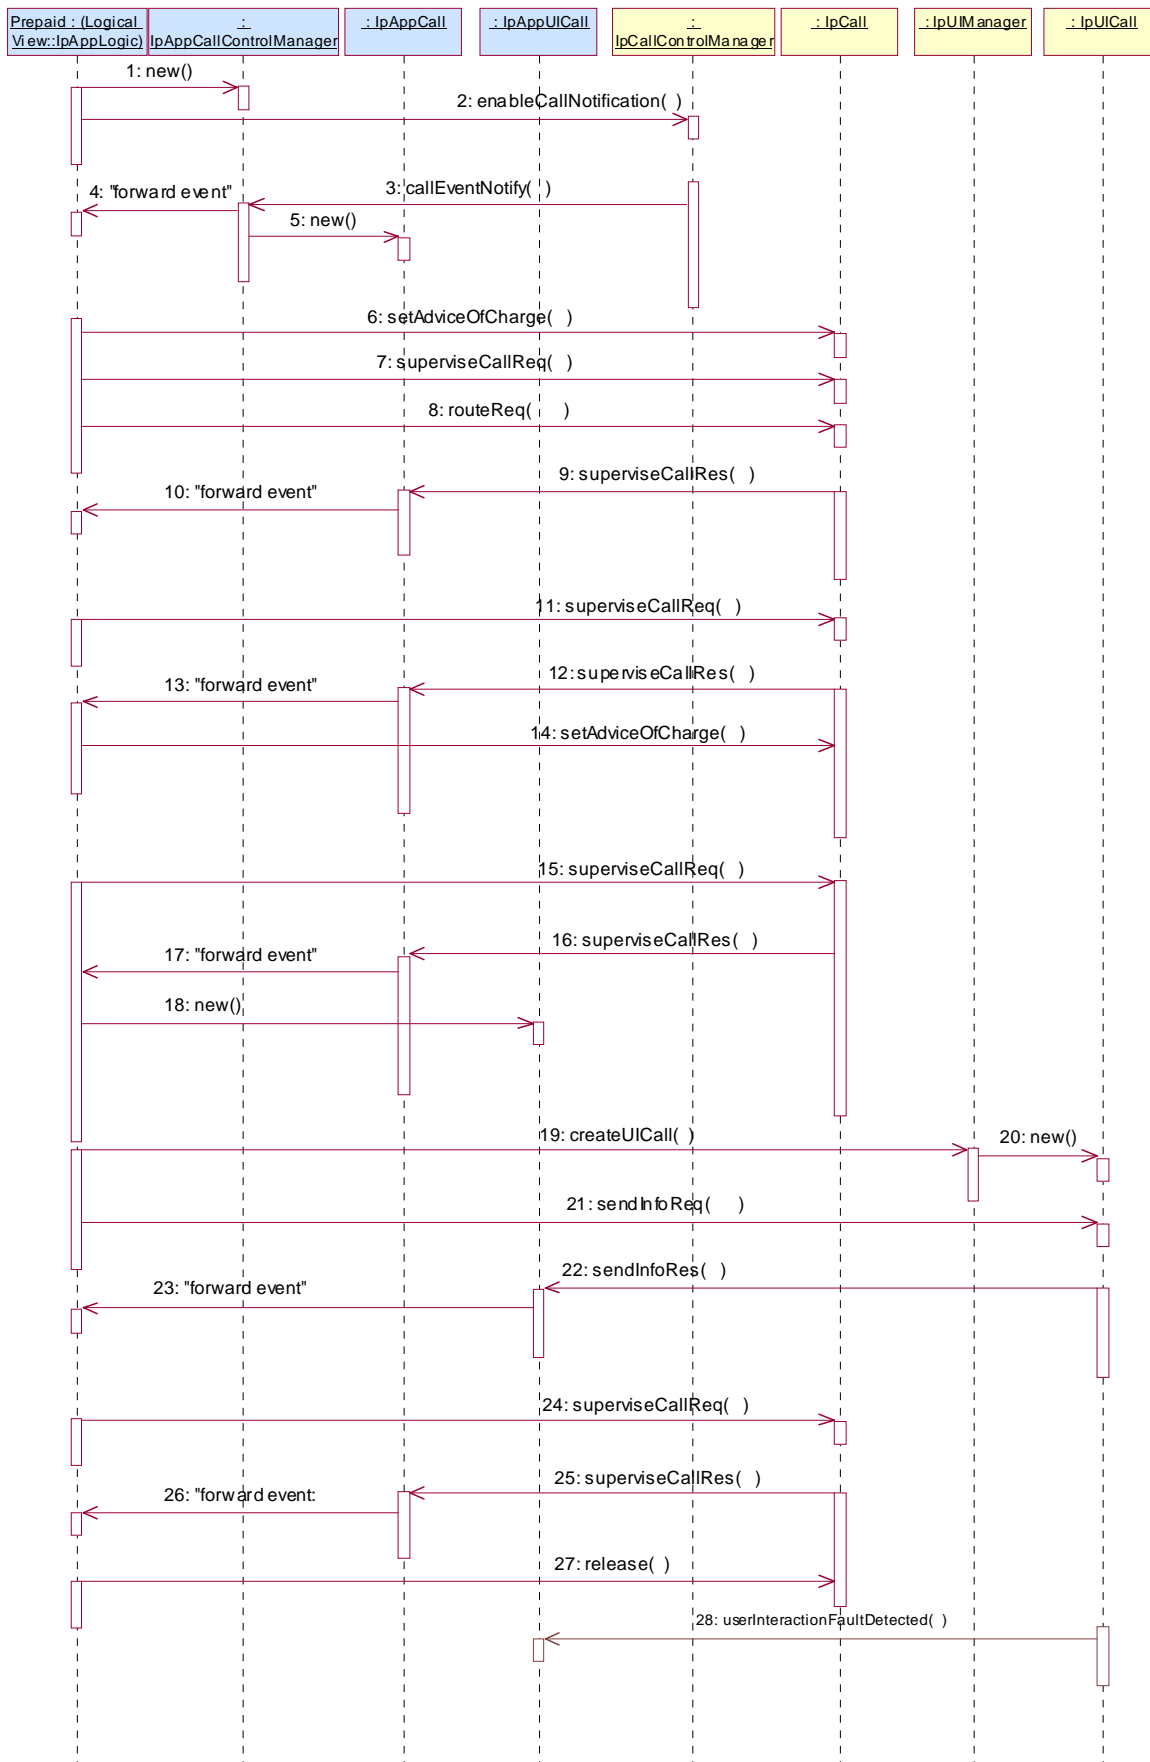 Prepaid : (Logical
View::IpAppLogic)
:
IpAppCallControlManager
: IpAppCall
: IpAppUICall
:
IpCallControlManager
: IpCall
: IpUIManager
: IpUICall
1: new()
2: enableCallNotification( )
3: callEventNotify( )
4: "forward event"
5: new()
6: setAdviceOfCharge( )
7: superviseCallReq( )
8: routeReq( )
9: superviseCallRes( )
10: "forward event"
11: superviseCallReq( )
12: superviseCallRes( )
13: "forward event"
14: setAdviceOfCharge( )
15: superviseCallReq( )
16: superviseCallRes( )
17: "forward event"
18: new()
19: createUICall( )
20: new()
21: sendInfoReq( )
22: sendInfoRes( )
23: "forward event"
24: superviseCallReq( )
25: superviseCallRes( )
26: "forward event:
27: release( )
28: userInteractionFaultDetected( )